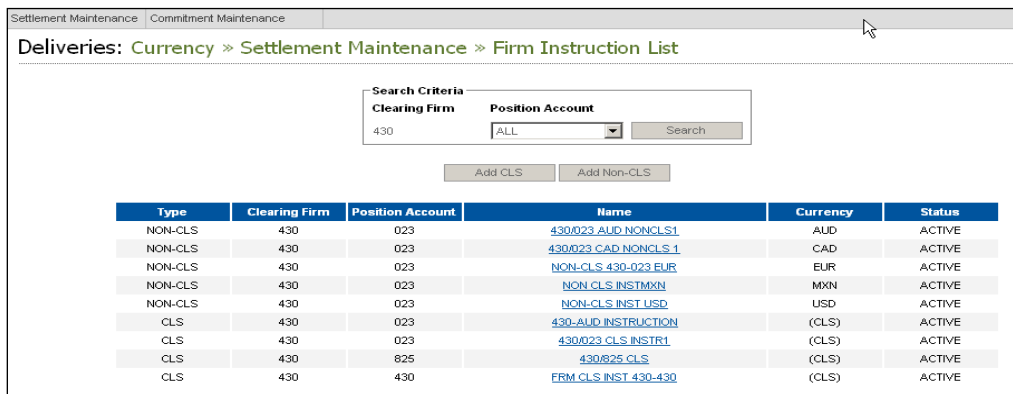 Settlement Maintenance Commitment Maintenance
Deliveries: Currency » Settlement Maintenance » Firm Instruction List
Search Criteria
Clearing Firm Position Account
430 ALL Search
Add CLS Add Non-CLS
Type Clearing Firm Position Account Name Currency Status
NON-CLS 430 023 430/023 AUD NONCLS1 AUD ACTIVE
NON-CLS 430 023 430/023 CAD NONCLS 1 CAD ACTIVE
NON-CLS 430 023 NON-CLS 430-023 EUR EUR ACTIVE
NON-CLS 430 023 NON CLS INSTMXN MXN ACTIVE
NON-CLS 430 023 NON-CLS INST USD USD ACTIVE
CLS 430 023 430-AUD INSTRUCTION (CLS) ACTIVE
CLS 430 023 430/023 CLS INSTR1 (CLS) ACTIVE
CLS 430 825 430/825 CLS (CLS) ACTIVE
CLS 430 430 FRM CLS INST 430-430 (CLS) ACTIVE